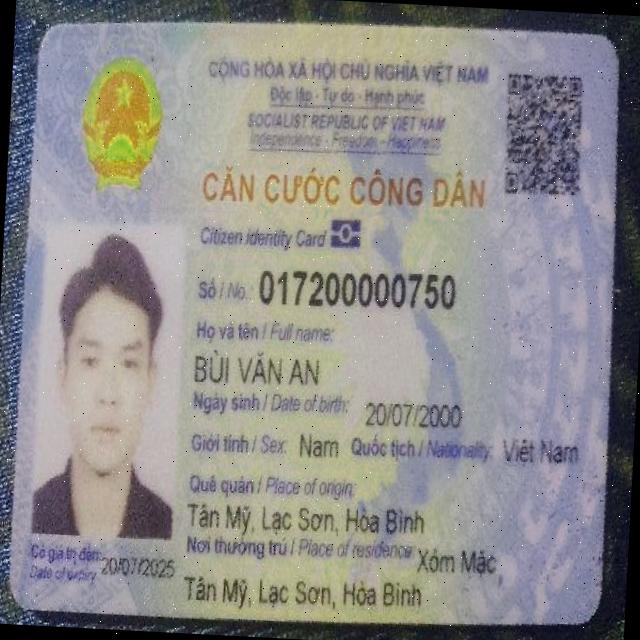 CỘNG HÒA XÃ HỘI CHỦ NGHĨA VIỆT NAM
Độc lập - Tự do - Hạnh phúc
SOCIALIST REPUBLIC OF VIET NAM
Independence - Freedom - Happiness
CĂN CƯỚC CÔNG DÂN
Citizen Identity Card
Số / No.: 017200000750
Họ và tên / Full name:
BÙI VĂN AN
Ngày sinh / Date of birth: 20/07/2000
Giới tính / Sex: Nam Quốc tịch / Nationality: Việt Nam
Quê quán / Place of origin:
Tân Mỹ, Lạc Sơn, Hòa Bình
Nơi thường trú / Place of residence: Xóm Mặc,
Tân Mỹ, Lạc Sơn, Hòa Bình
Có giá trị đến: 20/07/2025
Date of expiry